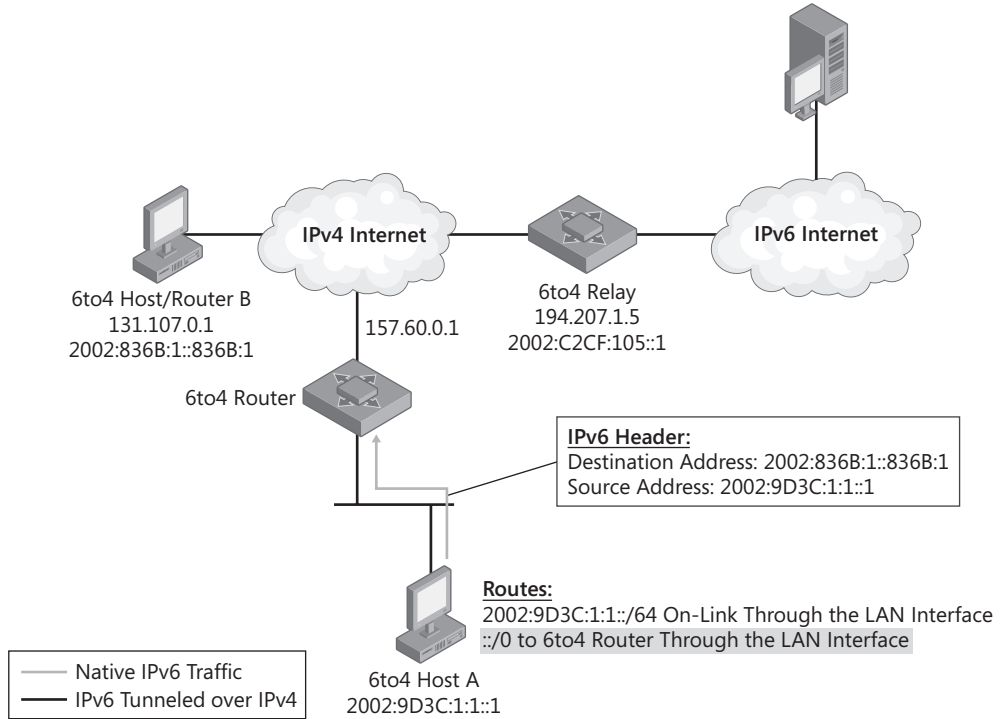 IPv4 Internet
IPv6 Internet
6to4 Host/Router B
131.107.0.1
2002:836B:1::836B:1
6to4 Relay
194.207.1.5
2002:C2CF:105::1
157.60.0.1
6to4 Router
IPv6 Header:
Destination Address: 2002:836B:1::836B:1
Source Address: 2002:9D3C:1:1::1
Routes:
2002:9D3C:1:1::/64 On-Link Through the LAN Interface
::/0 to 6to4 Router Through the LAN Interface
6to4 Host A
2002:9D3C:1:1::1
Native IPv6 Traffic
IPv6 Tunneled over IPv4